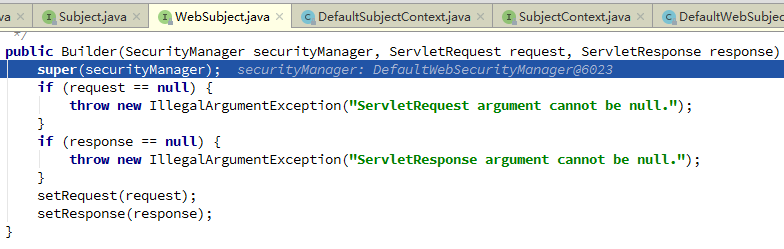 va Subject.java WebSubject.java DefaultSubjectContext.java SubjectContext.java DefaultWebSubje
*/
public Builder(SecurityManager securityManager, ServletRequest request, ServletResponse response)
super(securityManager); securityManager: DefaultWebSecurityManager@6023
if (request == null) {
throw new IllegalArgumentException("ServletRequest argument cannot be null.");
}
if (response == null) {
throw new IllegalArgumentException("ServletResponse argument cannot be null.");
}
setRequest(request);
setResponse(response);
}